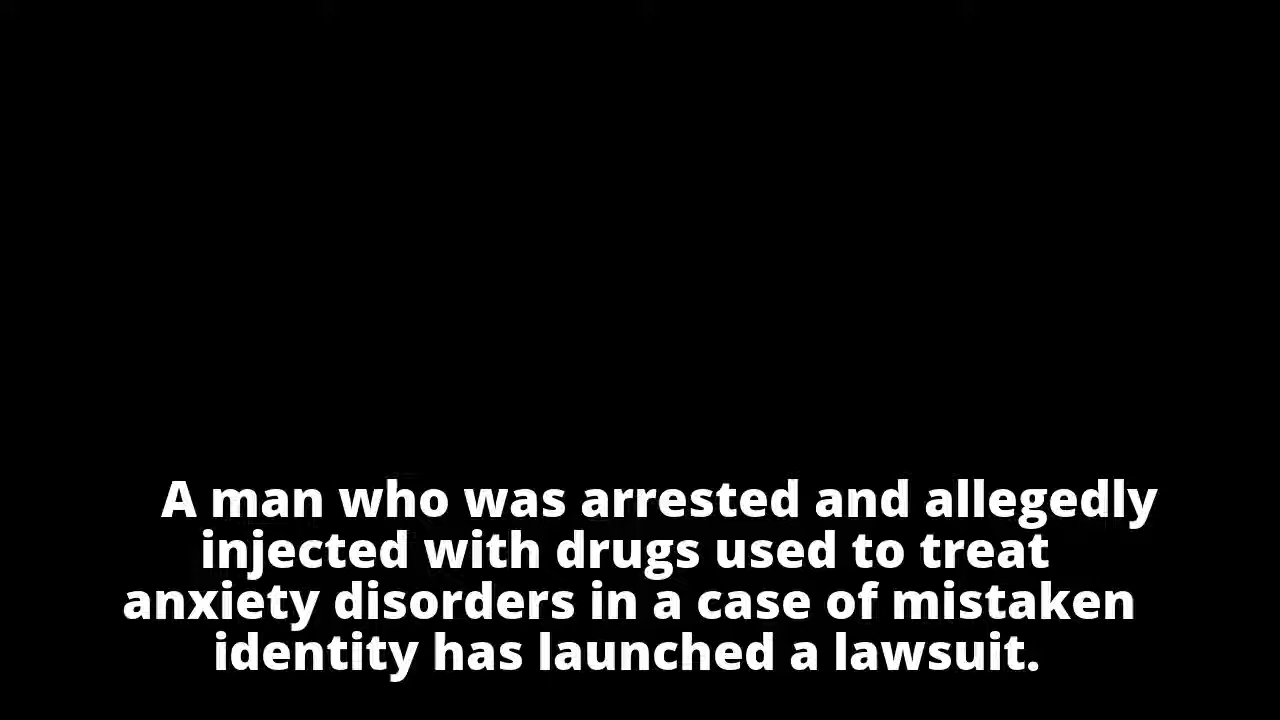 A man who was arrested and allegedly
injected with drugs used to treat
anxiety disorders in a case of mistaken
identity has launched a lawsuit.